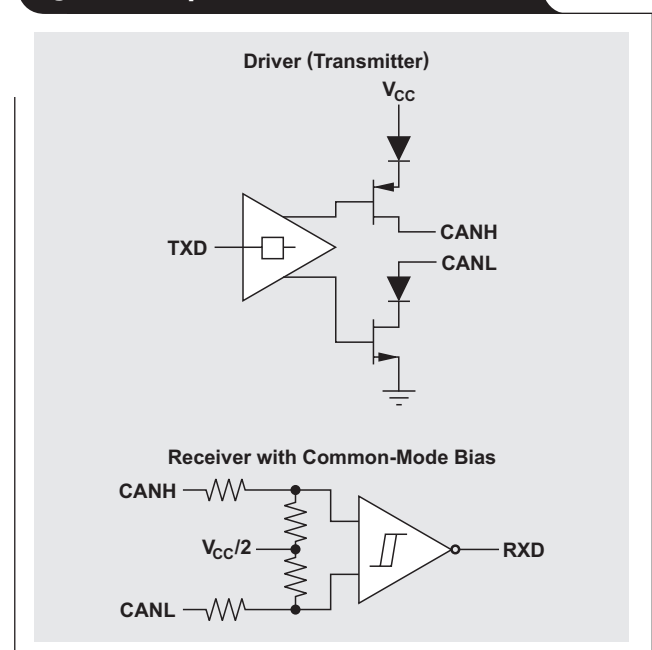 Driver (Transmitter)
VCC
TXD
CANH
CANL
Receiver with Common-Mode Bias
CANH
VCC/2
RXD
CANL